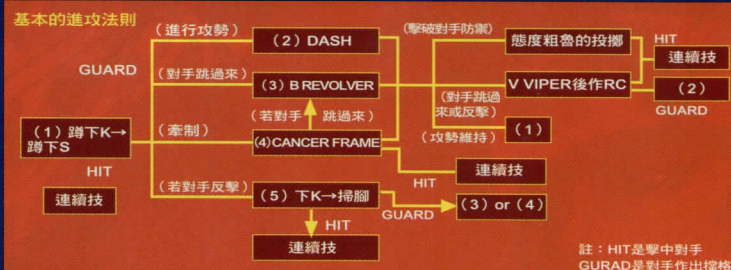 基本的進攻法則
GUARD
(1)蹲下K→
蹲下S
HIT
連續技
(進行攻勢)
(2)DASH
(對手跳過來)
(3)B REVOLVER
(若對手 跳過來)
(牽制)
(4)CANCER FRAME
(若對手反擊)
(5)下K→掃腳
HIT
連續技
GUARD
(3) or (4)
HIT
連續技
(擊破對手防禦)
態度粗魯的投擲
V VIPER後作RC
(對手跳過
來或反擊)
(攻勢維持)
(1)
HIT
連續技
(2)
GUARD
註:HIT是擊中對手
GURAD是對手作出擋格